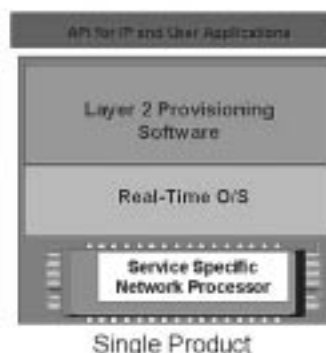 API for IP and User Applications
Layer 2 Provisioning
Software
Real-Time O/S
Service Specific
Network Processor
Single Product